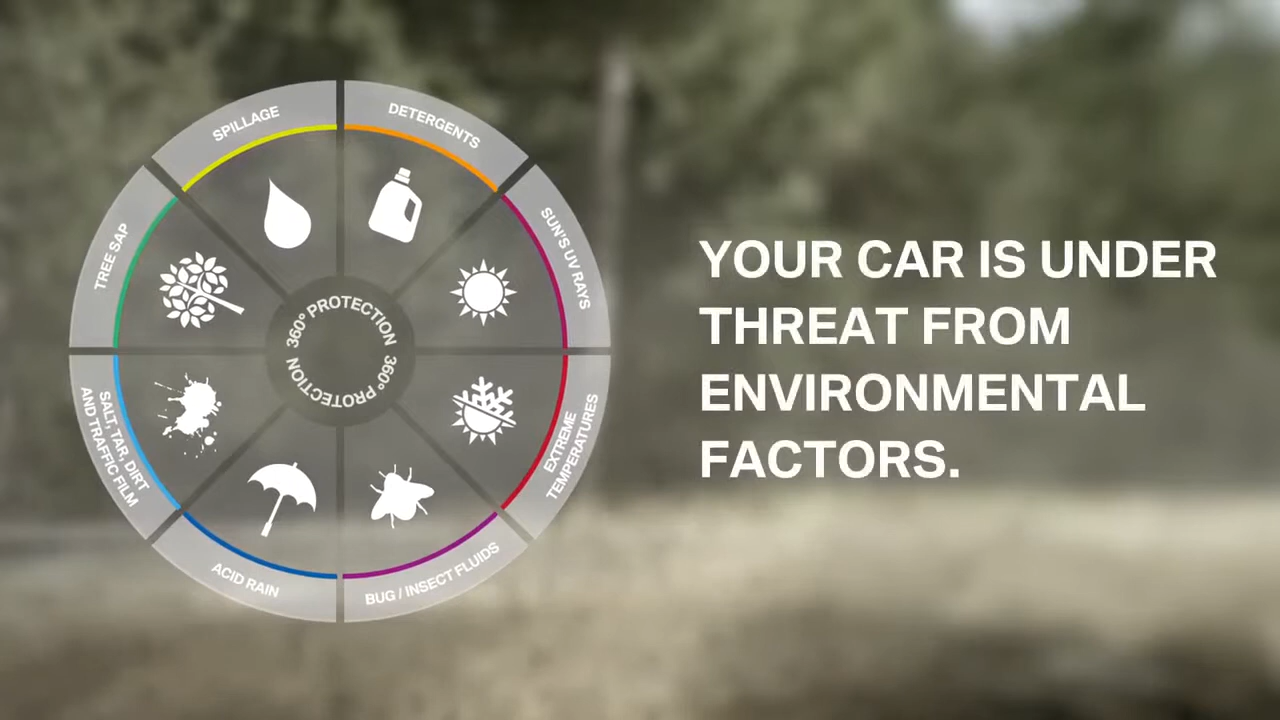 SPILLAGE
DETERGENTS
TREE SAP
SUN'S UV RAYS
360° PROTECTION
360° PROTECTION
SALT, TAR, DIRT
AND TRAFFIC FILM
EXTREME
TEMPERATURES
ACID RAIN
BUG / INSECT FLUIDS
YOUR CAR IS UNDER
THREAT FROM
ENVIRONMENTAL
FACTORS.